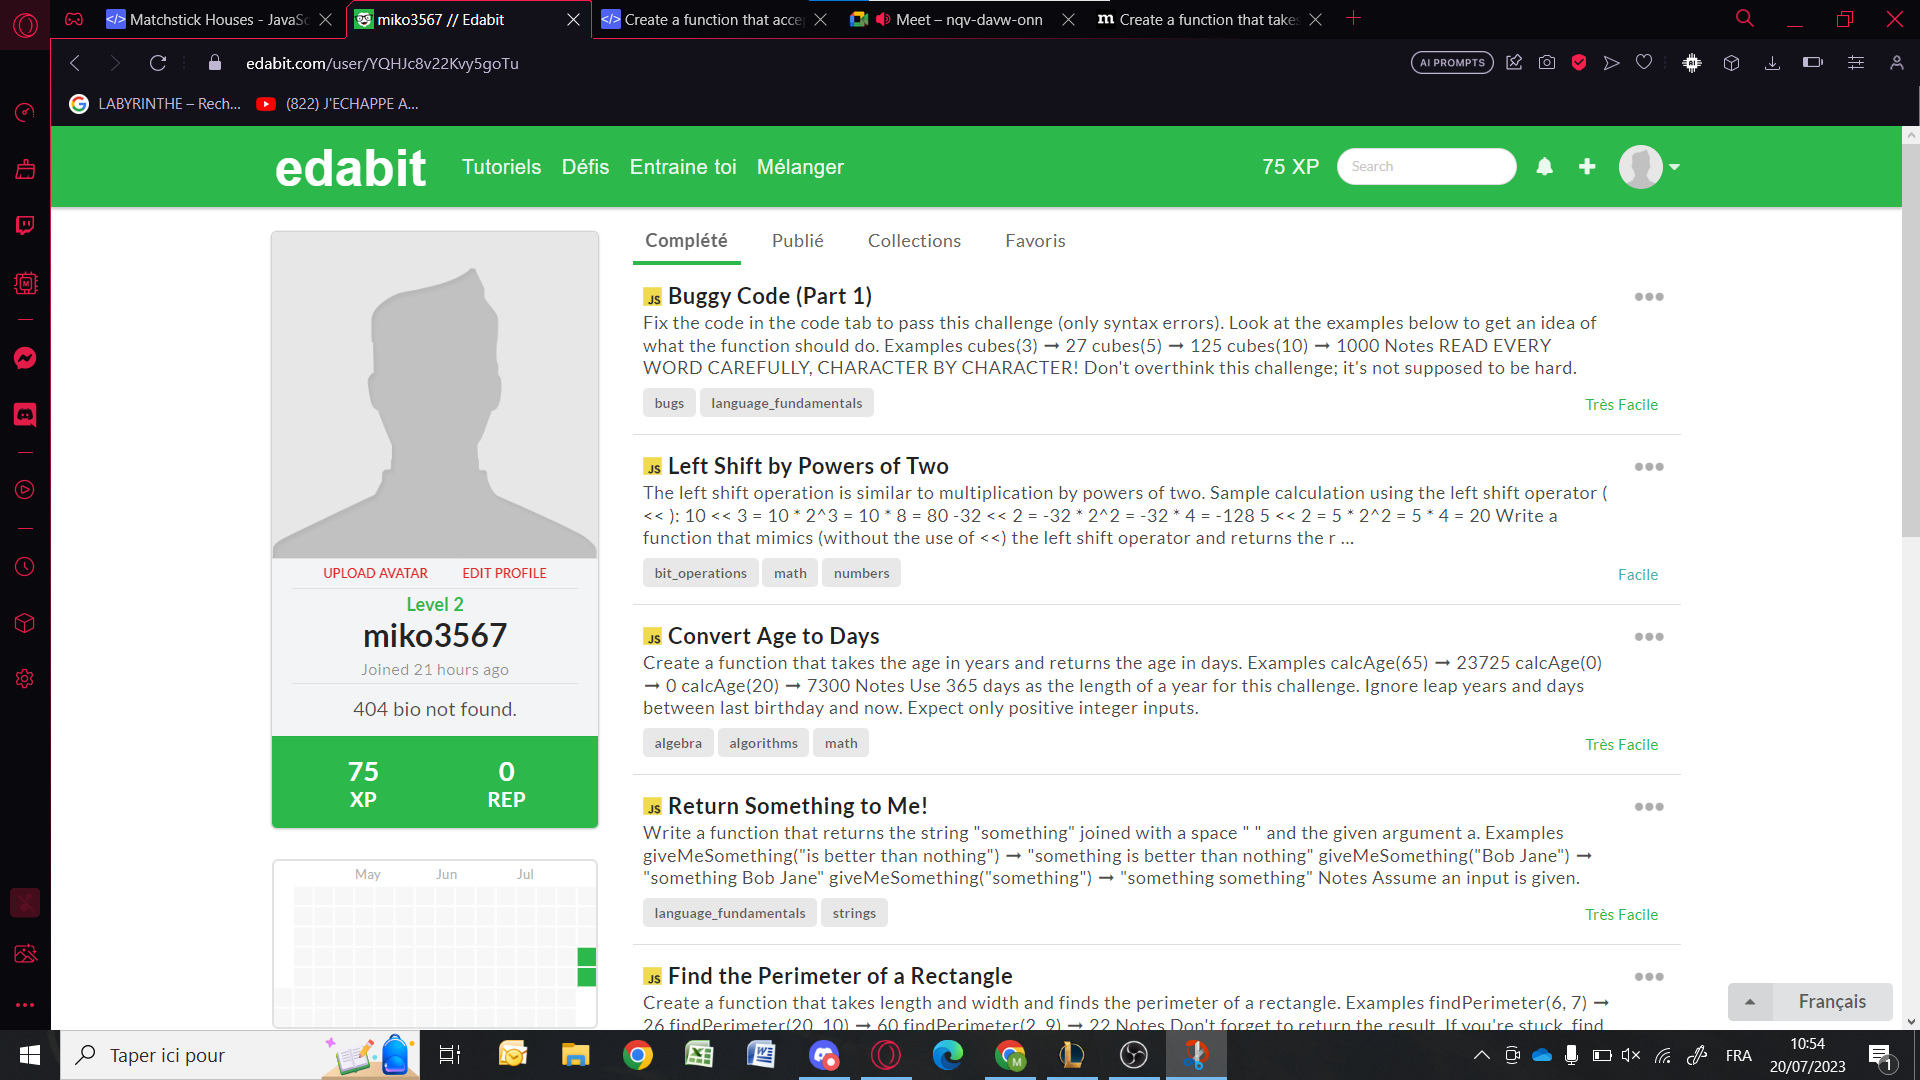 Matchstick Houses - JavaSc
miko3567 // Edabit
Create a function that acce
Meet – nqv-davw-onn
Create a function that take
edabit.com/user/YQHJc8v22Kvy5goTu
AI PROMPTS
LABYRINTHE – Rech...
(822) J'ECHAPPE A...
edabit
Tutoriels
Défis
Entraine toi
Mélanger
75 XP
Search
UPLOAD AVATAR
EDIT PROFILE
Level 2
miko3567
Joined 21 hours ago
404 bio not found.
75
XP
0
REP
May
Jun
Jul
Complété
Publié
Collections
Favoris
JS Buggy Code (Part 1)
Fix the code in the code tab to pass this challenge (only syntax errors). Look at the examples below to get an idea of
what the function should do. Examples cubes(3) ➞ 27 cubes(5) ➞ 125 cubes(10) ➞ 1000 Notes READ EVERY
WORD CAREFULLY, CHARACTER BY CHARACTER! Don't overthink this challenge; it's not supposed to be hard.
bugs
language_fundamentals
Très Facile
JS Left Shift by Powers of Two
The left shift operation is similar to multiplication by powers of two. Sample calculation using the left shift operator (
<< ): 10 << 3 = 10 * 2^3 = 10 * 8 = 80 -32 << 2 = -32 * 2^2 = -32 * 4 = -128 5 << 2 = 5 * 2^2 = 5 * 4 = 20 Write a
function that mimics (without the use of <<) the left shift operator and returns the r ...
bit_operations
math
numbers
Facile
JS Convert Age to Days
Create a function that takes the age in years and returns the age in days. Examples calcAge(65) ➞ 23725 calcAge(0)
➞ 0 calcAge(20) ➞ 7300 Notes Use 365 days as the length of a year for this challenge. Ignore leap years and days
between last birthday and now. Expect only positive integer inputs.
algebra
algorithms
math
Très Facile
JS Return Something to Me!
Write a function that returns the string "something" joined with a space " " and the given argument a. Examples
giveMeSomething("is better than nothing") ➞ "something is better than nothing" giveMeSomething("Bob Jane") ➞
"something Bob Jane" giveMeSomething("something") ➞ "something something" Notes Assume an input is given.
language_fundamentals
strings
Très Facile
JS Find the Perimeter of a Rectangle
Create a function that takes length and width and finds the perimeter of a rectangle. Examples findPerimeter(6, 7) ➞
26 findPerimeter(20, 10) ➞ 60 findPerimeter(2, 9) ➞ 22 Notes Don't forget to return the result. If you're stuck, find
Français
Taper ici pour
FRA
10:54
20/07/2023
1